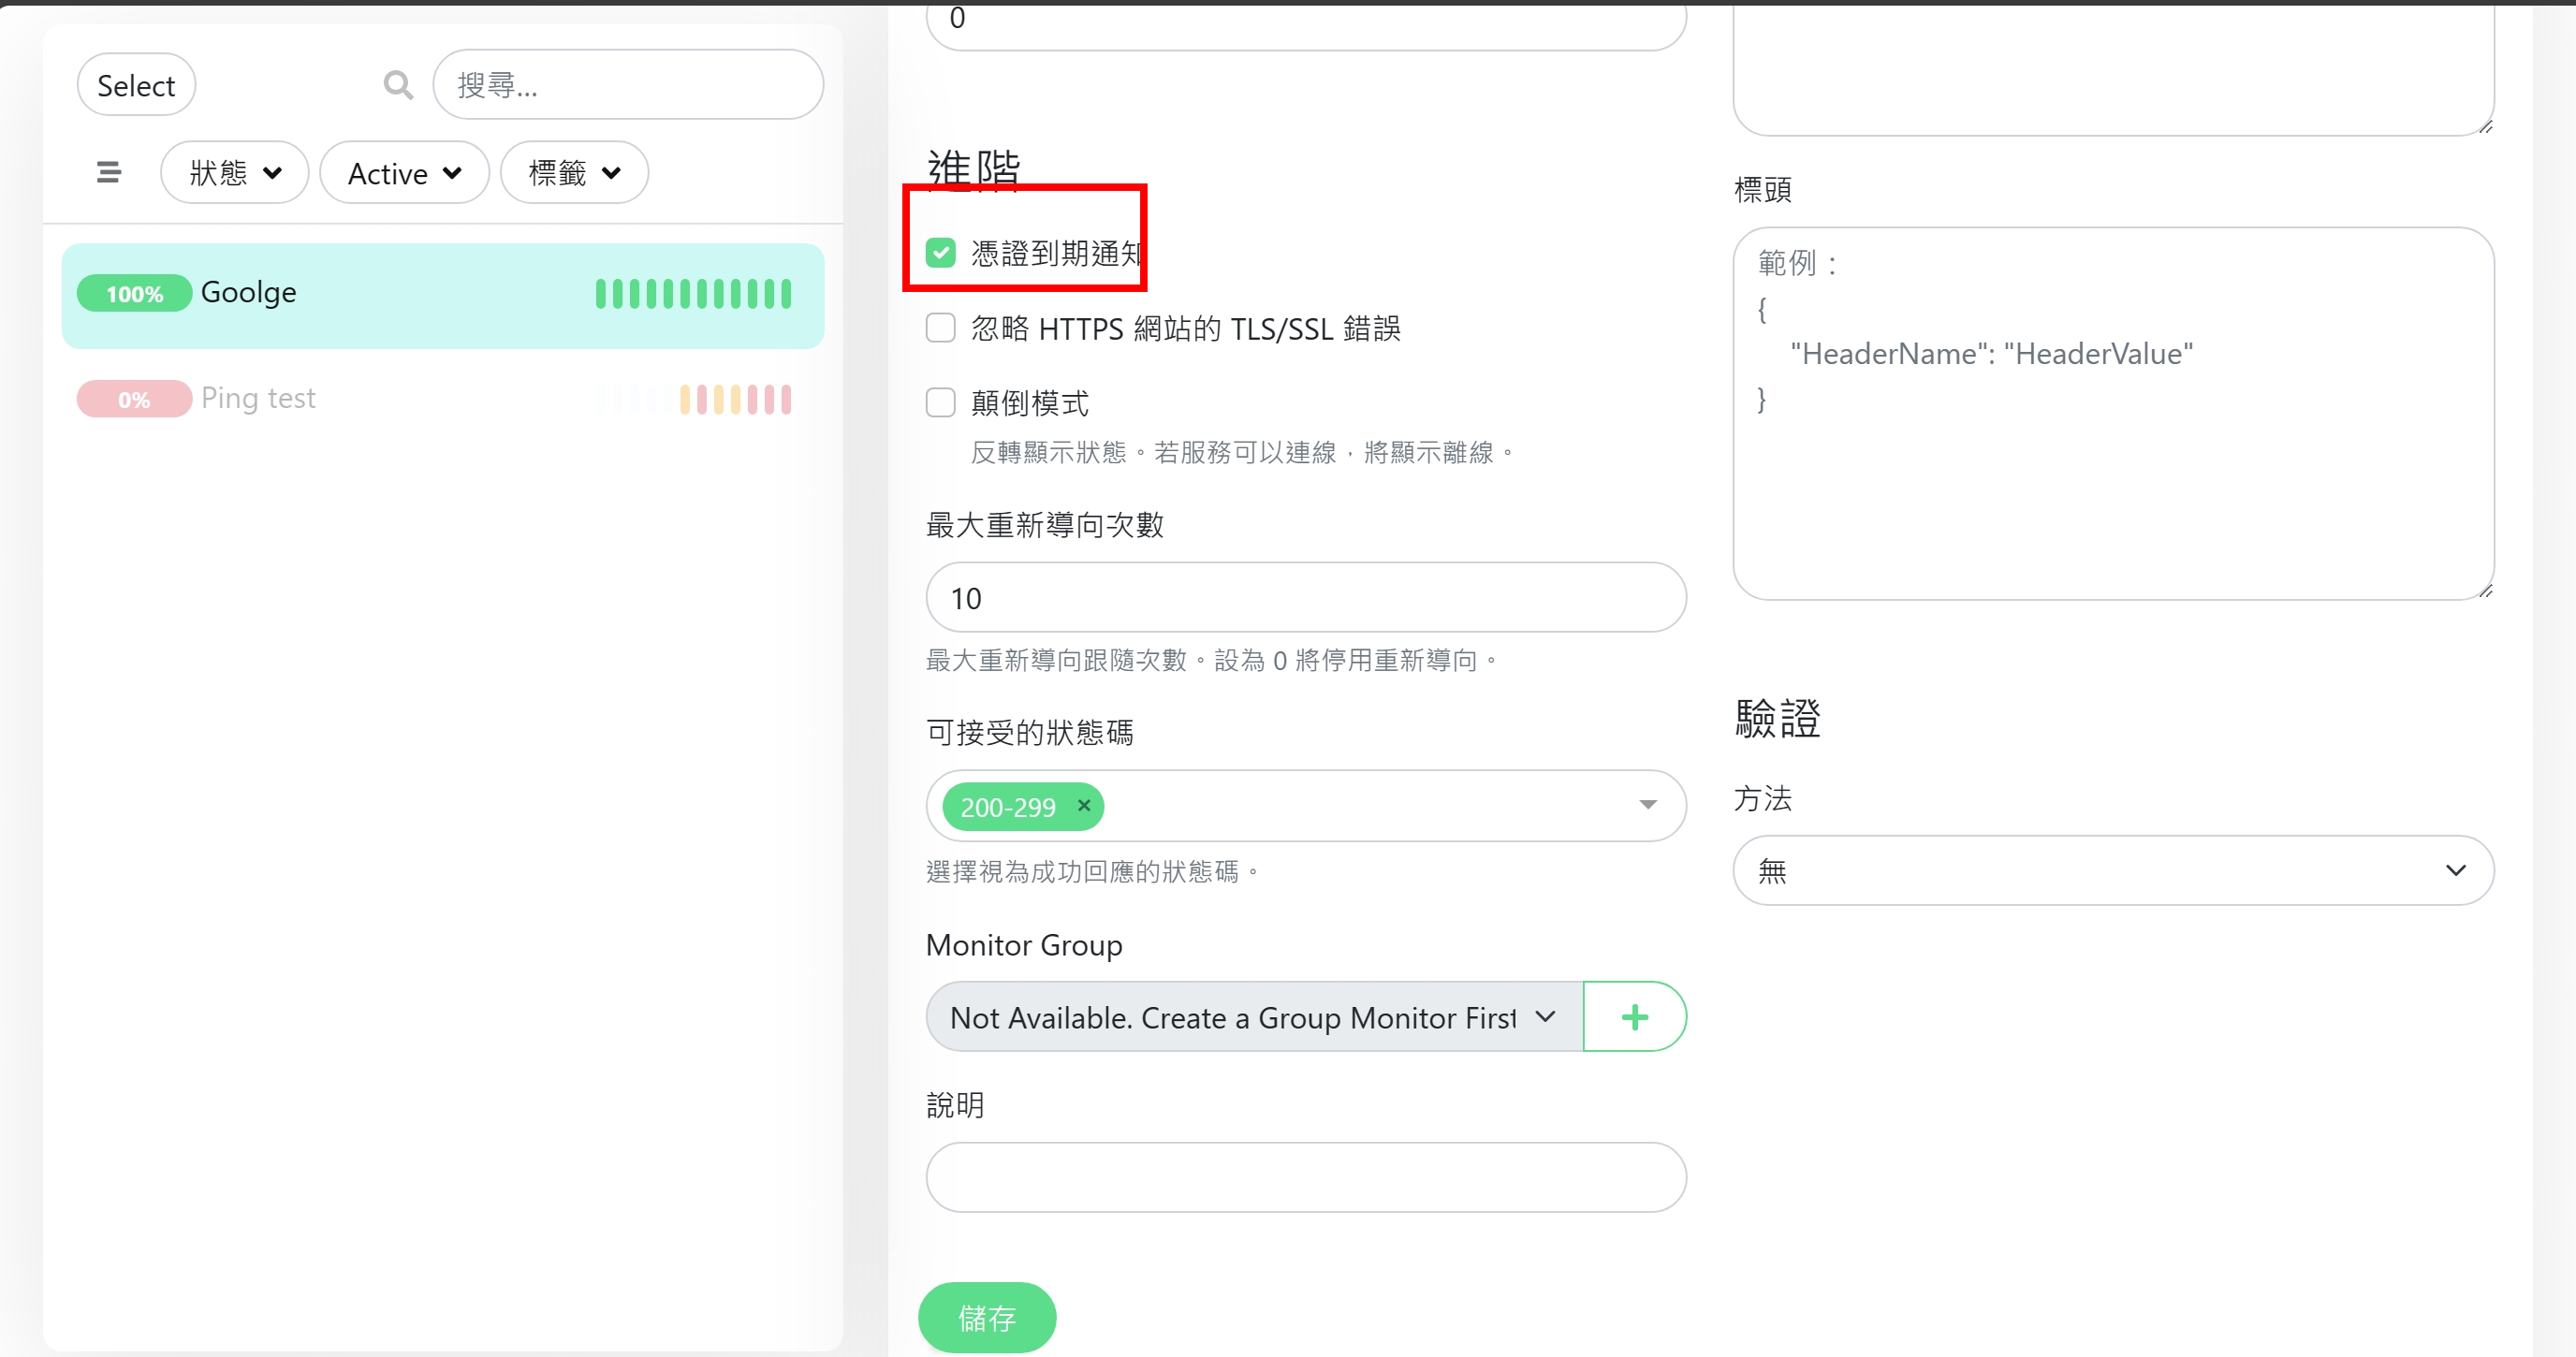 Select
搜尋...
狀態
Active
標籤
100%
Goolge
0%
Ping test
0
進階
憑證到期通知
忽略 HTTPS 網站的 TLS/SSL 錯誤
顛倒模式
反轉顯示狀態。若服務可以連線，將顯示離線。
最大重新導向次數
10
最大重新導向跟隨次數。設為 0 將停用重新導向。
可接受的狀態碼
200-299 ×
選擇視為成功回應的狀態碼。
Monitor Group
Not Available. Create a Group Monitor First
+
說明
儲存
標頭
範例：
{
"HeaderName": "HeaderValue"
}
驗證
方法
無